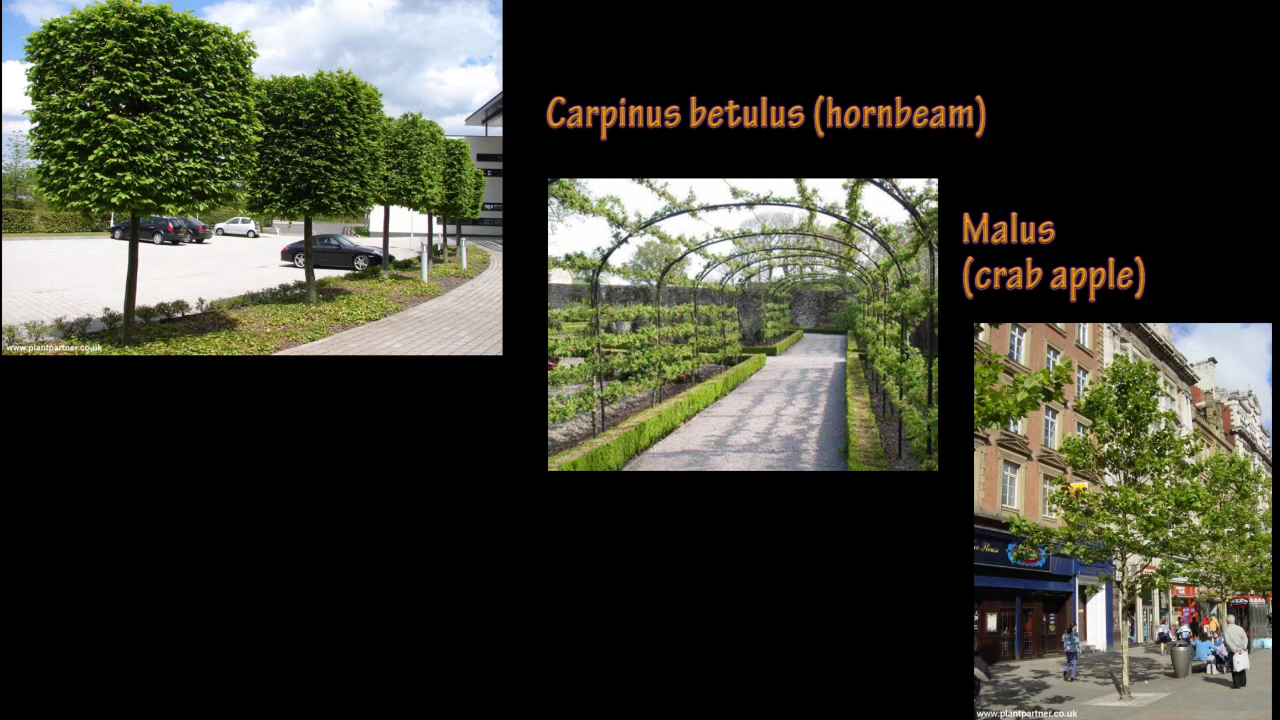 Carpinus betulus (hornbeam)
Malus
(crab apple)
www.plantpartner.co.uk
www.plantpartner.co.uk